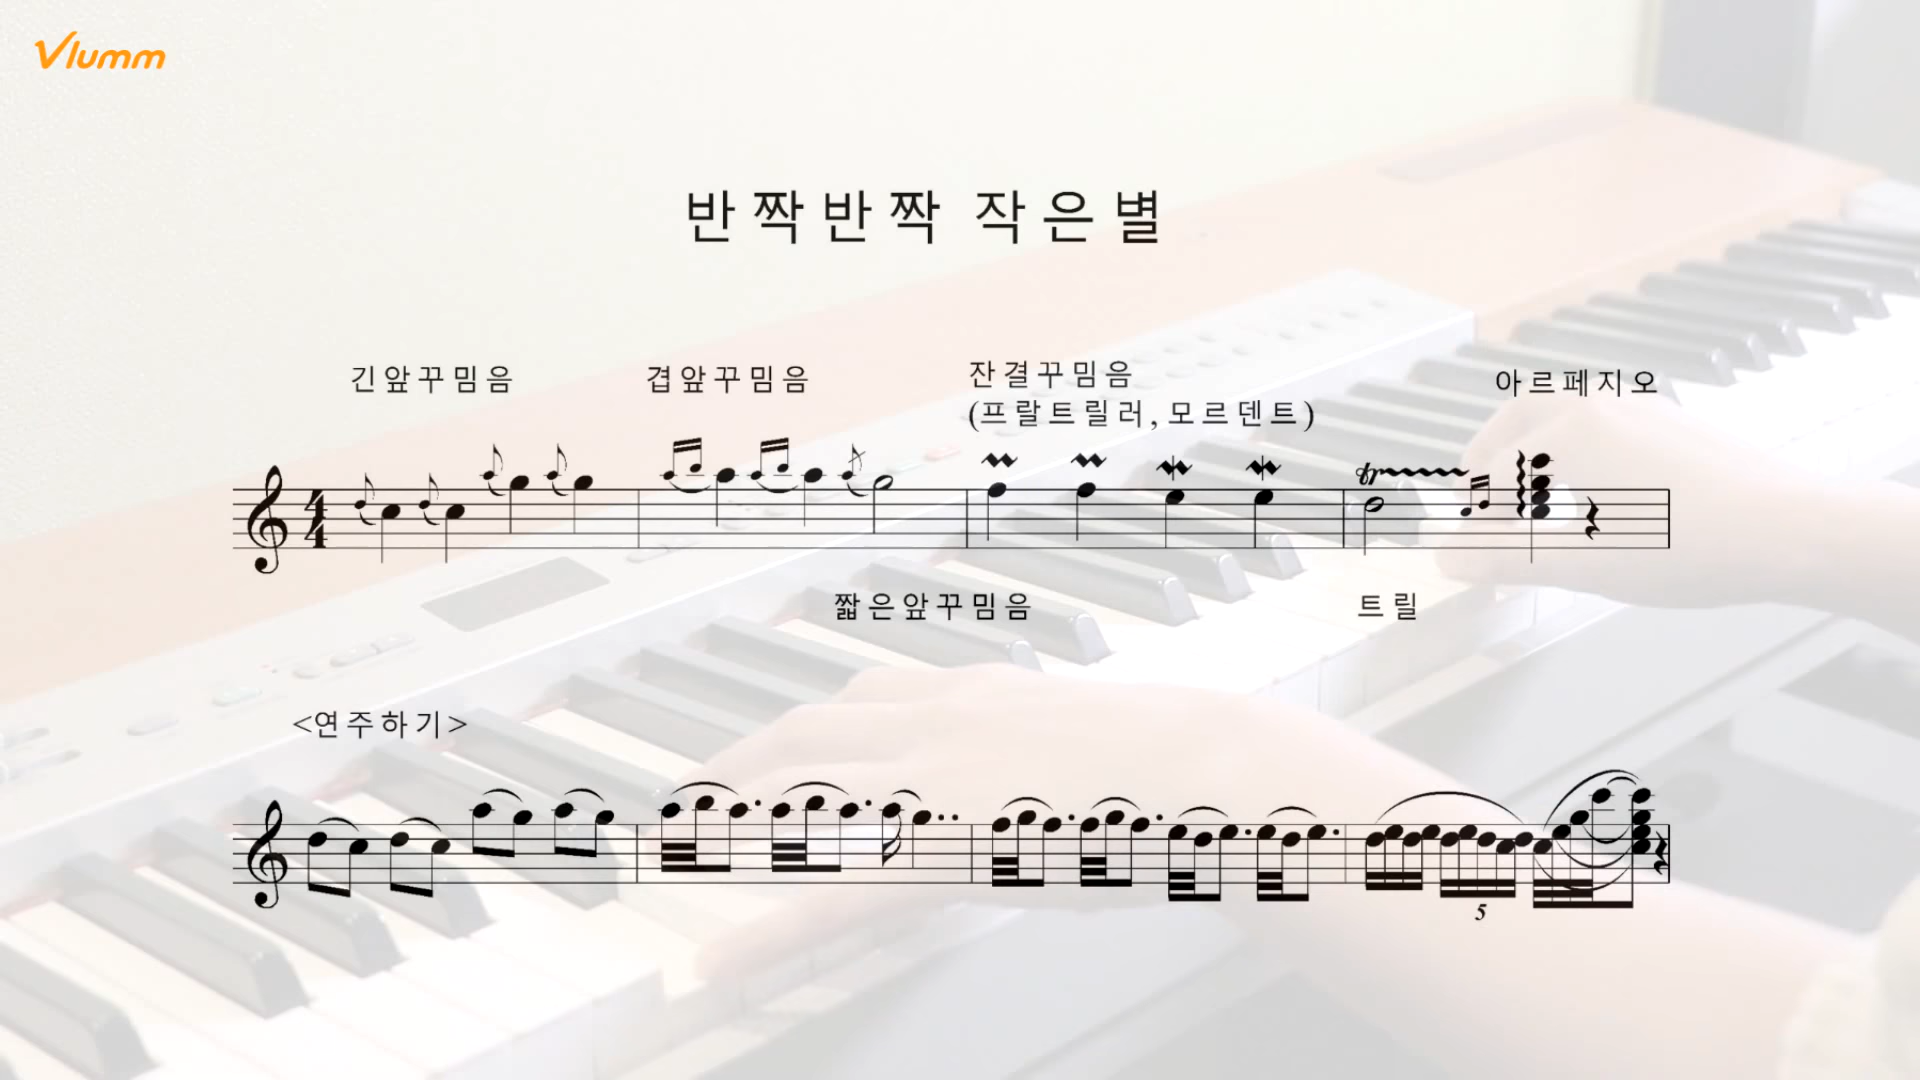 Vlumm
반짝반짝 작은별
긴앞꾸밈음
겹앞꾸밈음
잔결꾸밈음
(프랄트릴러,모르덴트)
아르페지오
짧은앞꾸밈음
트릴
<연주하기>
5